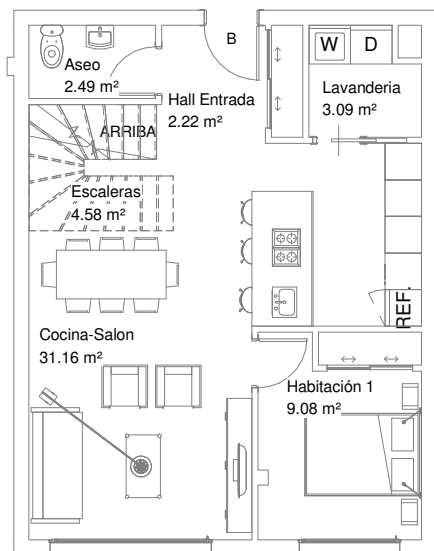 B
W
D
Aseo
2.49 m²
Hall Entrada
2.22 m²
Lavanderia
3.09 m²
ARRIBA
Escaleras
4.58 m²
REF.
Cocina-Salon
31.16 m²
Habitación 1
9.08 m²